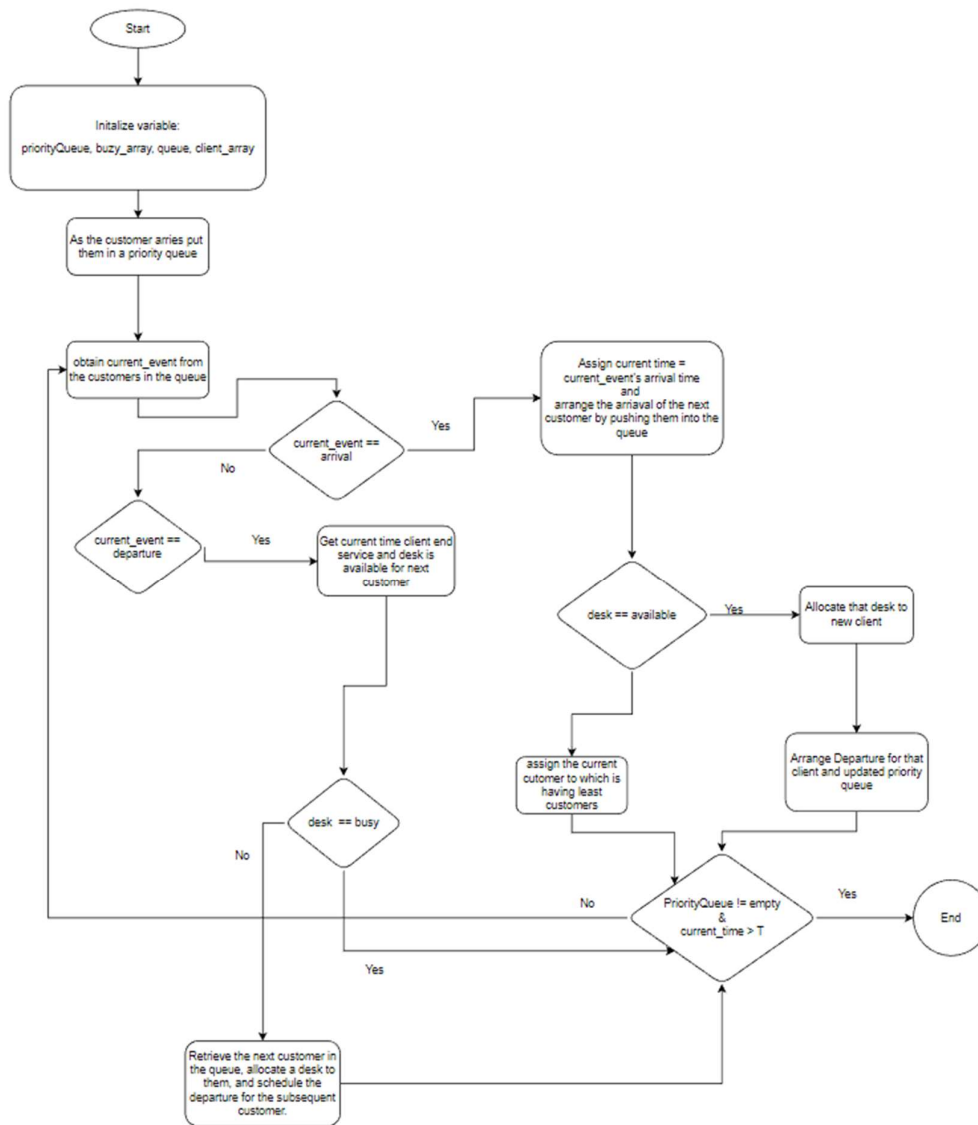 Start
Initalize variable:
priorityQueue, buzy_array, queue, client_array
As the customer arries put
them in a priority queue
obtain current_event from
the customers in the queue
current_event ==
arrival
Yes
No
Assign current time =
current_event's arrival time
and
arrange the arriaval of the next
customer by pushing them into the
queue
current_event ==
departure
Yes
Get current time client end
service and desk is
available for next
customer
desk == available
Yes
Allocate that desk to
new client
assign the current
cutomer to which is
having least
customers
Arrange Departure for that
client and updated priority
queue
desk == busy
No
Yes
PriorityQueue != empty
&
current_time > T
No
Yes
End
Retrieve the next customer in
the queue, allocate a desk to
them, and schedule the
departure for the subsequent
customer.